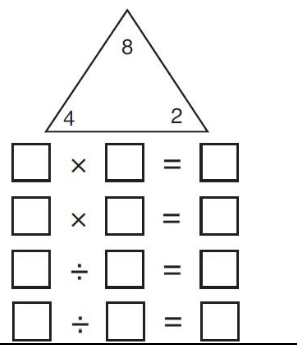 8
4 2
□ × □ = □
□ × □ = □
□ ÷ □ = □
□ ÷ □ = □